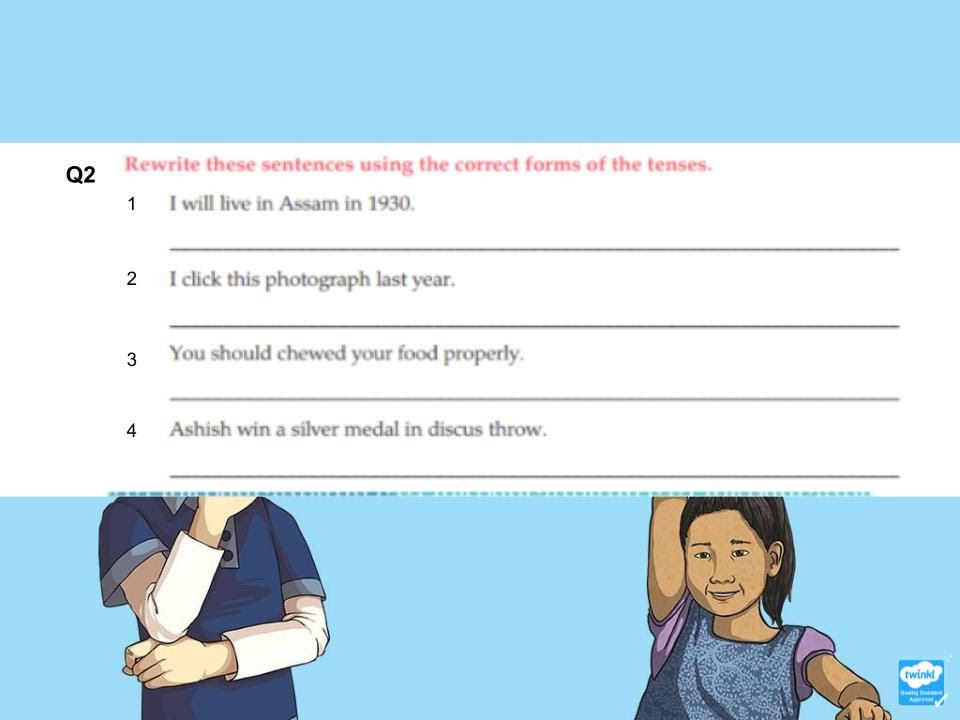 Q2 Rewrite these sentences using the correct forms of the tenses.
1 I will live in Assam in 1930.
2 I click this photograph last year.
3 You should chewed your food properly.
4 Ashish win a silver medal in discus throw.
twinkl
Quality Standard
Approved